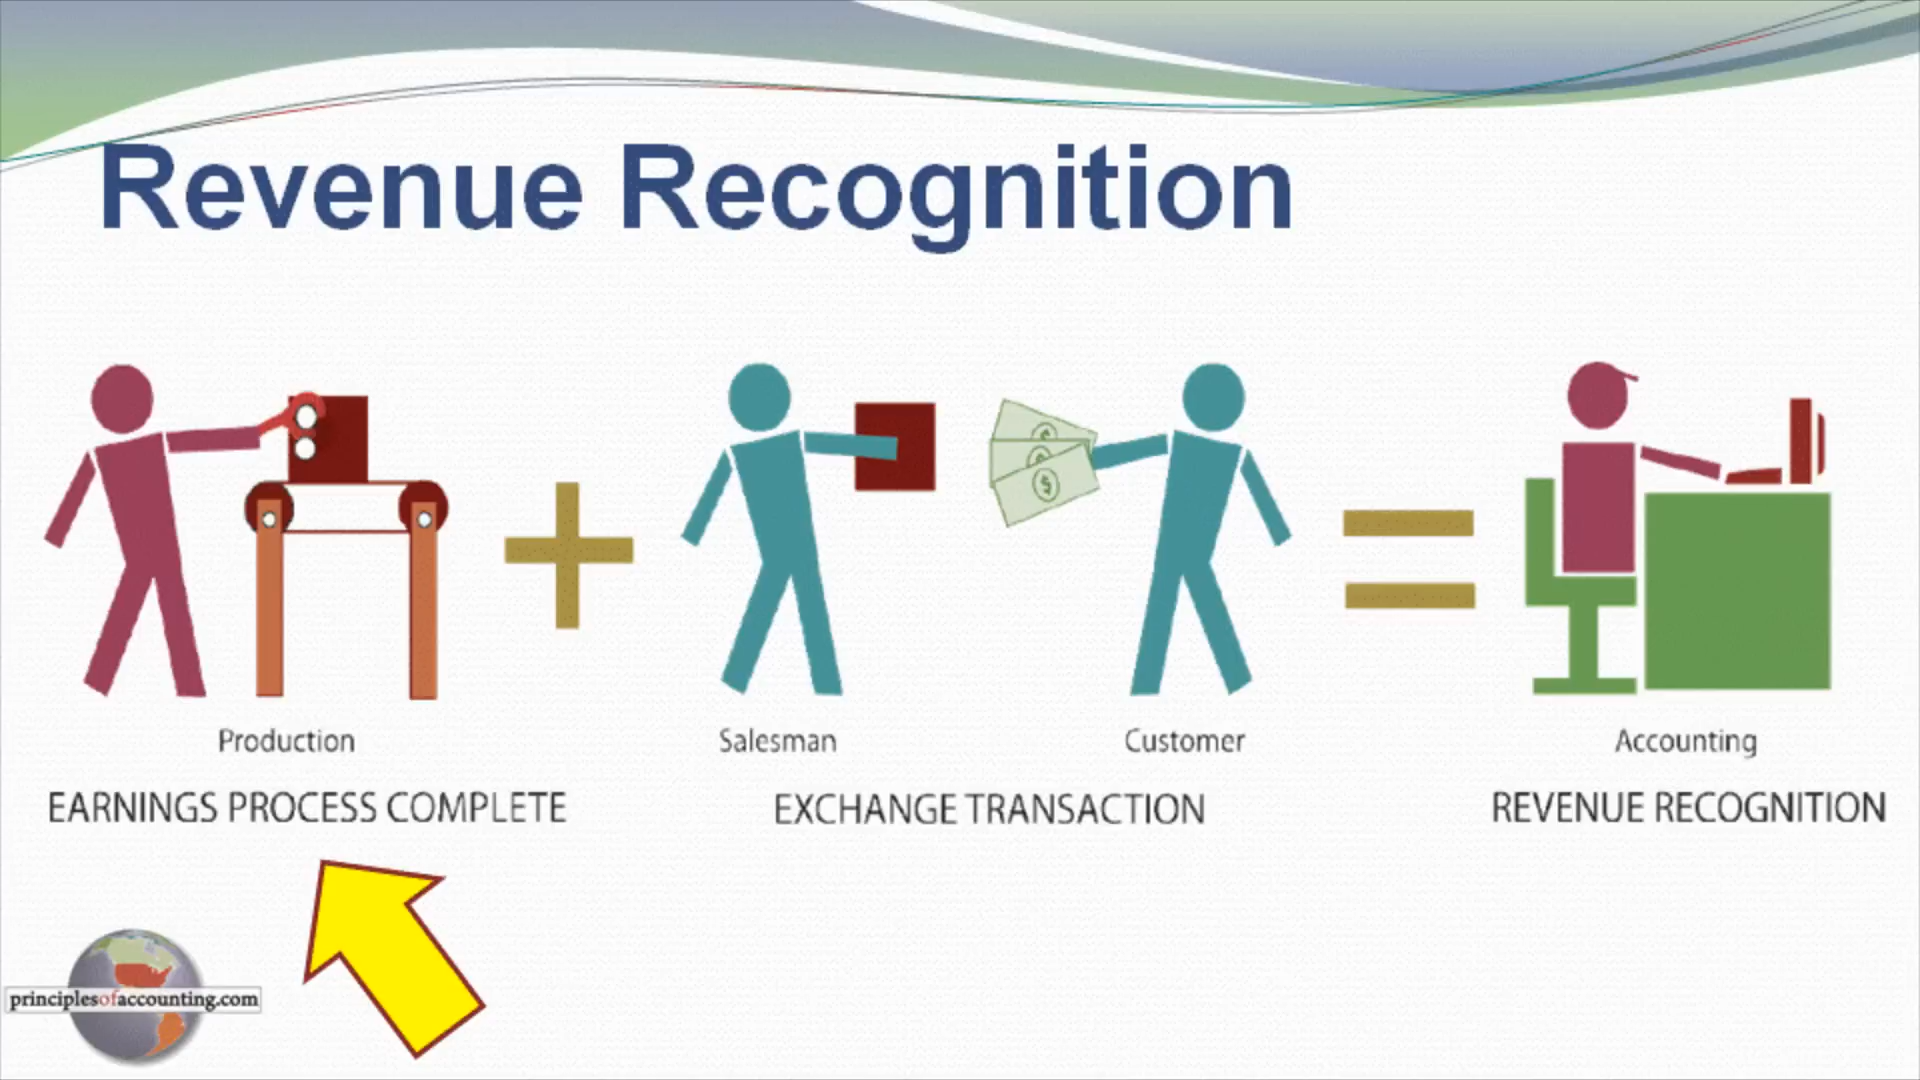 Revenue Recognition
$
$
$
Production
Salesman
Customer
Accounting
EARNINGS PROCESS COMPLETE
EXCHANGE TRANSACTION
REVENUE RECOGNITION
principlesofaccounting.com